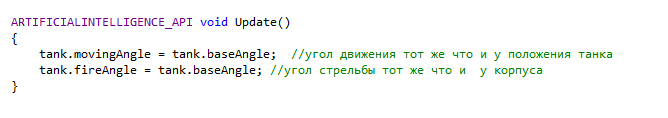 ARTIFICIALINTELLIGENCE_API void Update()
{
    tank.movingAngle = tank.baseAngle;  //угол движения тот же что и у положения танка
    tank.fireAngle = tank.baseAngle; //угол стрельбы тот же что и  у корпуса
}